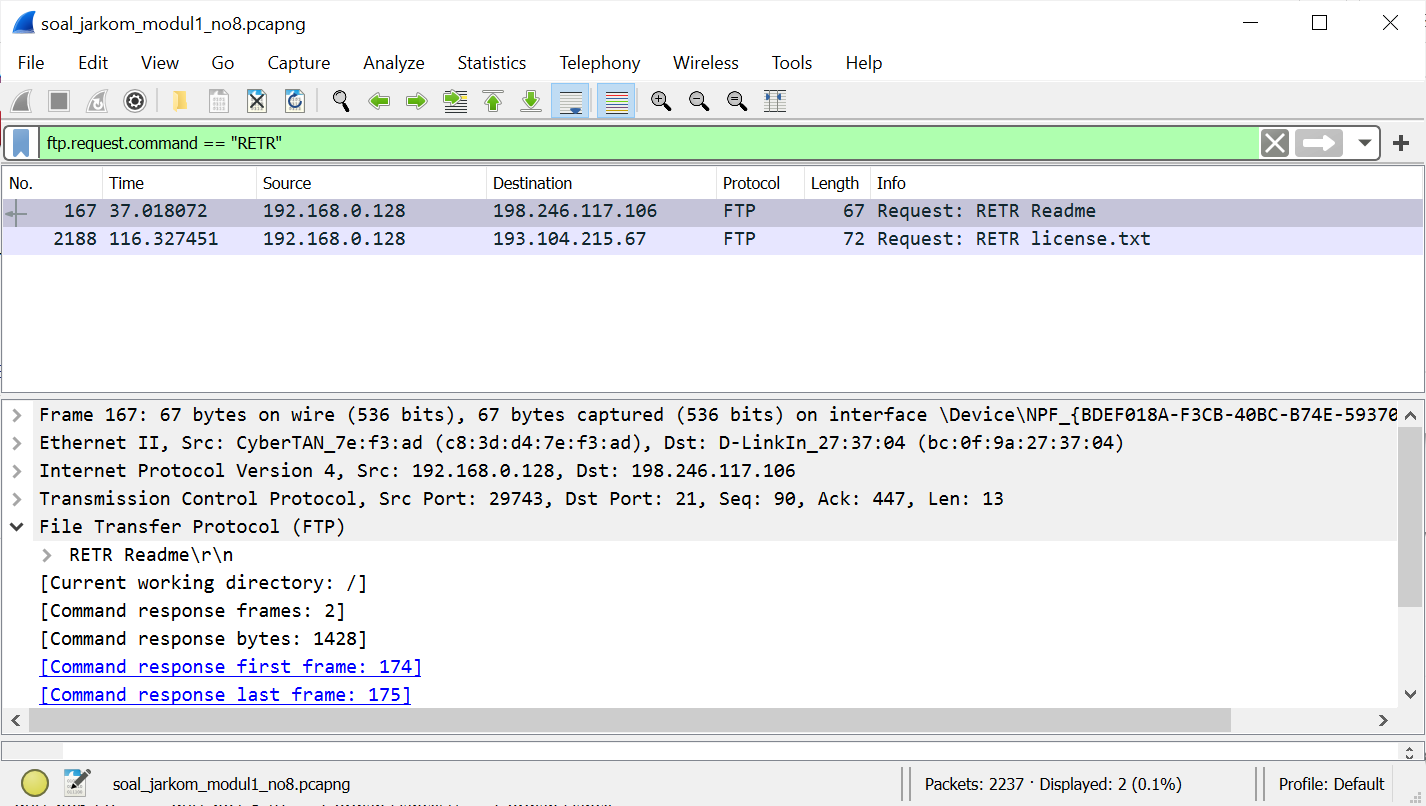 soal_jarkom_modul1_no8.pcapng
File Edit View Go Capture Analyze Statistics Telephony Wireless Tools Help
ftp.request.command == "RETR"
No. Time Source Destination Protocol Length Info
167 37.018072 192.168.0.128 198.246.117.106 FTP 67 Request: RETR Readme
2188 116.327451 192.168.0.128 193.104.215.67 FTP 72 Request: RETR license.txt
Frame 167: 67 bytes on wire (536 bits), 67 bytes captured (536 bits) on interface \Device\NPF_{BDEF018A-F3CB-40BC-B74E-59370
Ethernet II, Src: CyberTAN_7e:f3:ad (c8:3d:d4:7e:f3:ad), Dst: D-LinkIn_27:37:04 (bc:0f:9a:27:37:04)
Internet Protocol Version 4, Src: 192.168.0.128, Dst: 198.246.117.106
Transmission Control Protocol, Src Port: 29743, Dst Port: 21, Seq: 90, Ack: 447, Len: 13
File Transfer Protocol (FTP)
RETR Readme\r\n
[Current working directory: /]
[Command response frames: 2]
[Command response bytes: 1428]
[Command response first frame: 174]
[Command response last frame: 175]
soal_jarkom_modul1_no8.pcapng Packets: 2237 · Displayed: 2 (0.1%) Profile: Default